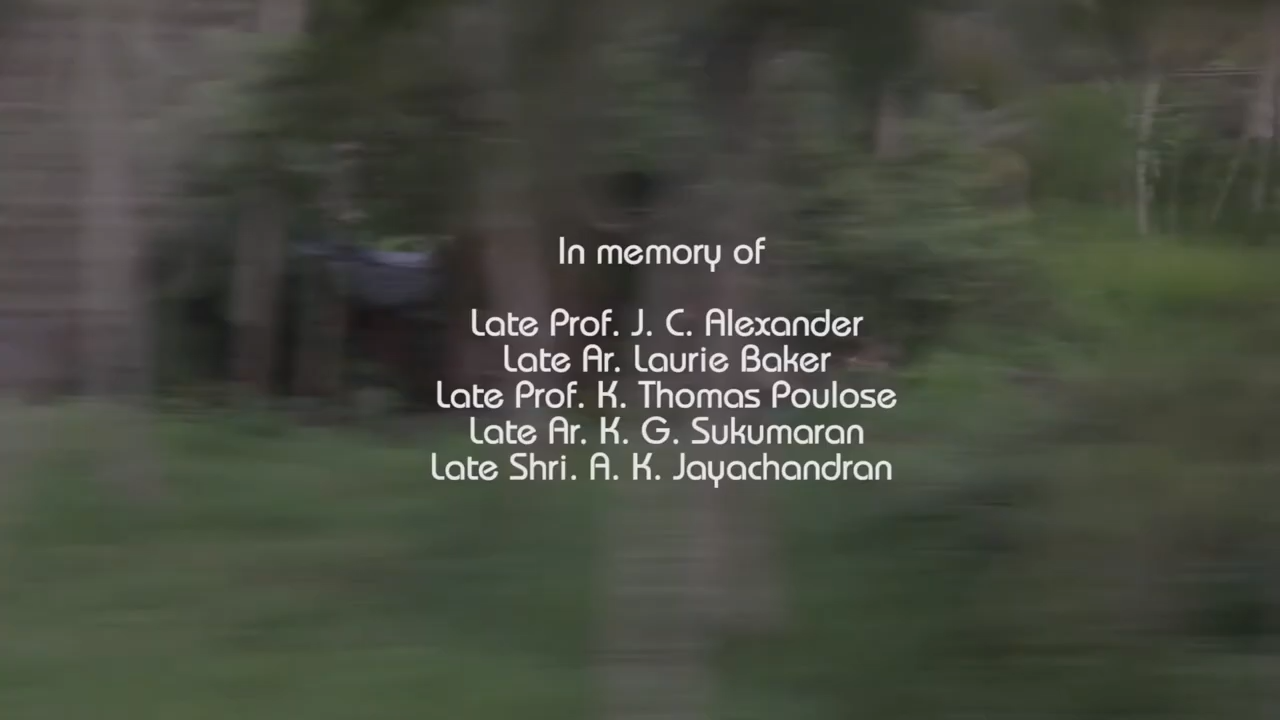 In memory of
Late Prof. J. C. Alexander
Late Ar. Laurie Baker
Late Prof. K. Thomas Poulose
Late Ar. K. G. Sukumaran
Late Shri. A. K. Jayachandran